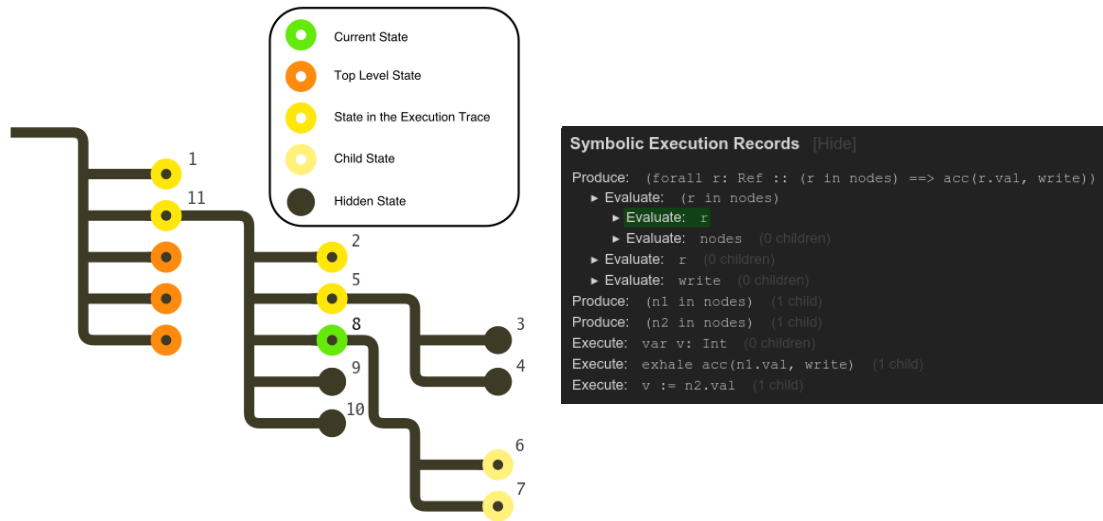 Current State
Top Level State
State in the Execution Trace
Child State
Hidden State
1
11
2
5
8
3
9
4
10
6
7
Symbolic Execution Records [Hide]
Produce: (forall r: Ref :: (r in nodes) ==> acc(r.val, write))
▸ Evaluate: (r in nodes)
▸ Evaluate: r
▸ Evaluate: nodes (0 children)
▸ Evaluate: r (0 children)
▸ Evaluate: write (0 children)
Produce: (n1 in nodes) (1 child)
Produce: (n2 in nodes) (1 child)
Execute: var v: Int (0 children)
Execute: exhale acc(n1.val, write) (1 child)
Execute: v := n2.val (1 child)